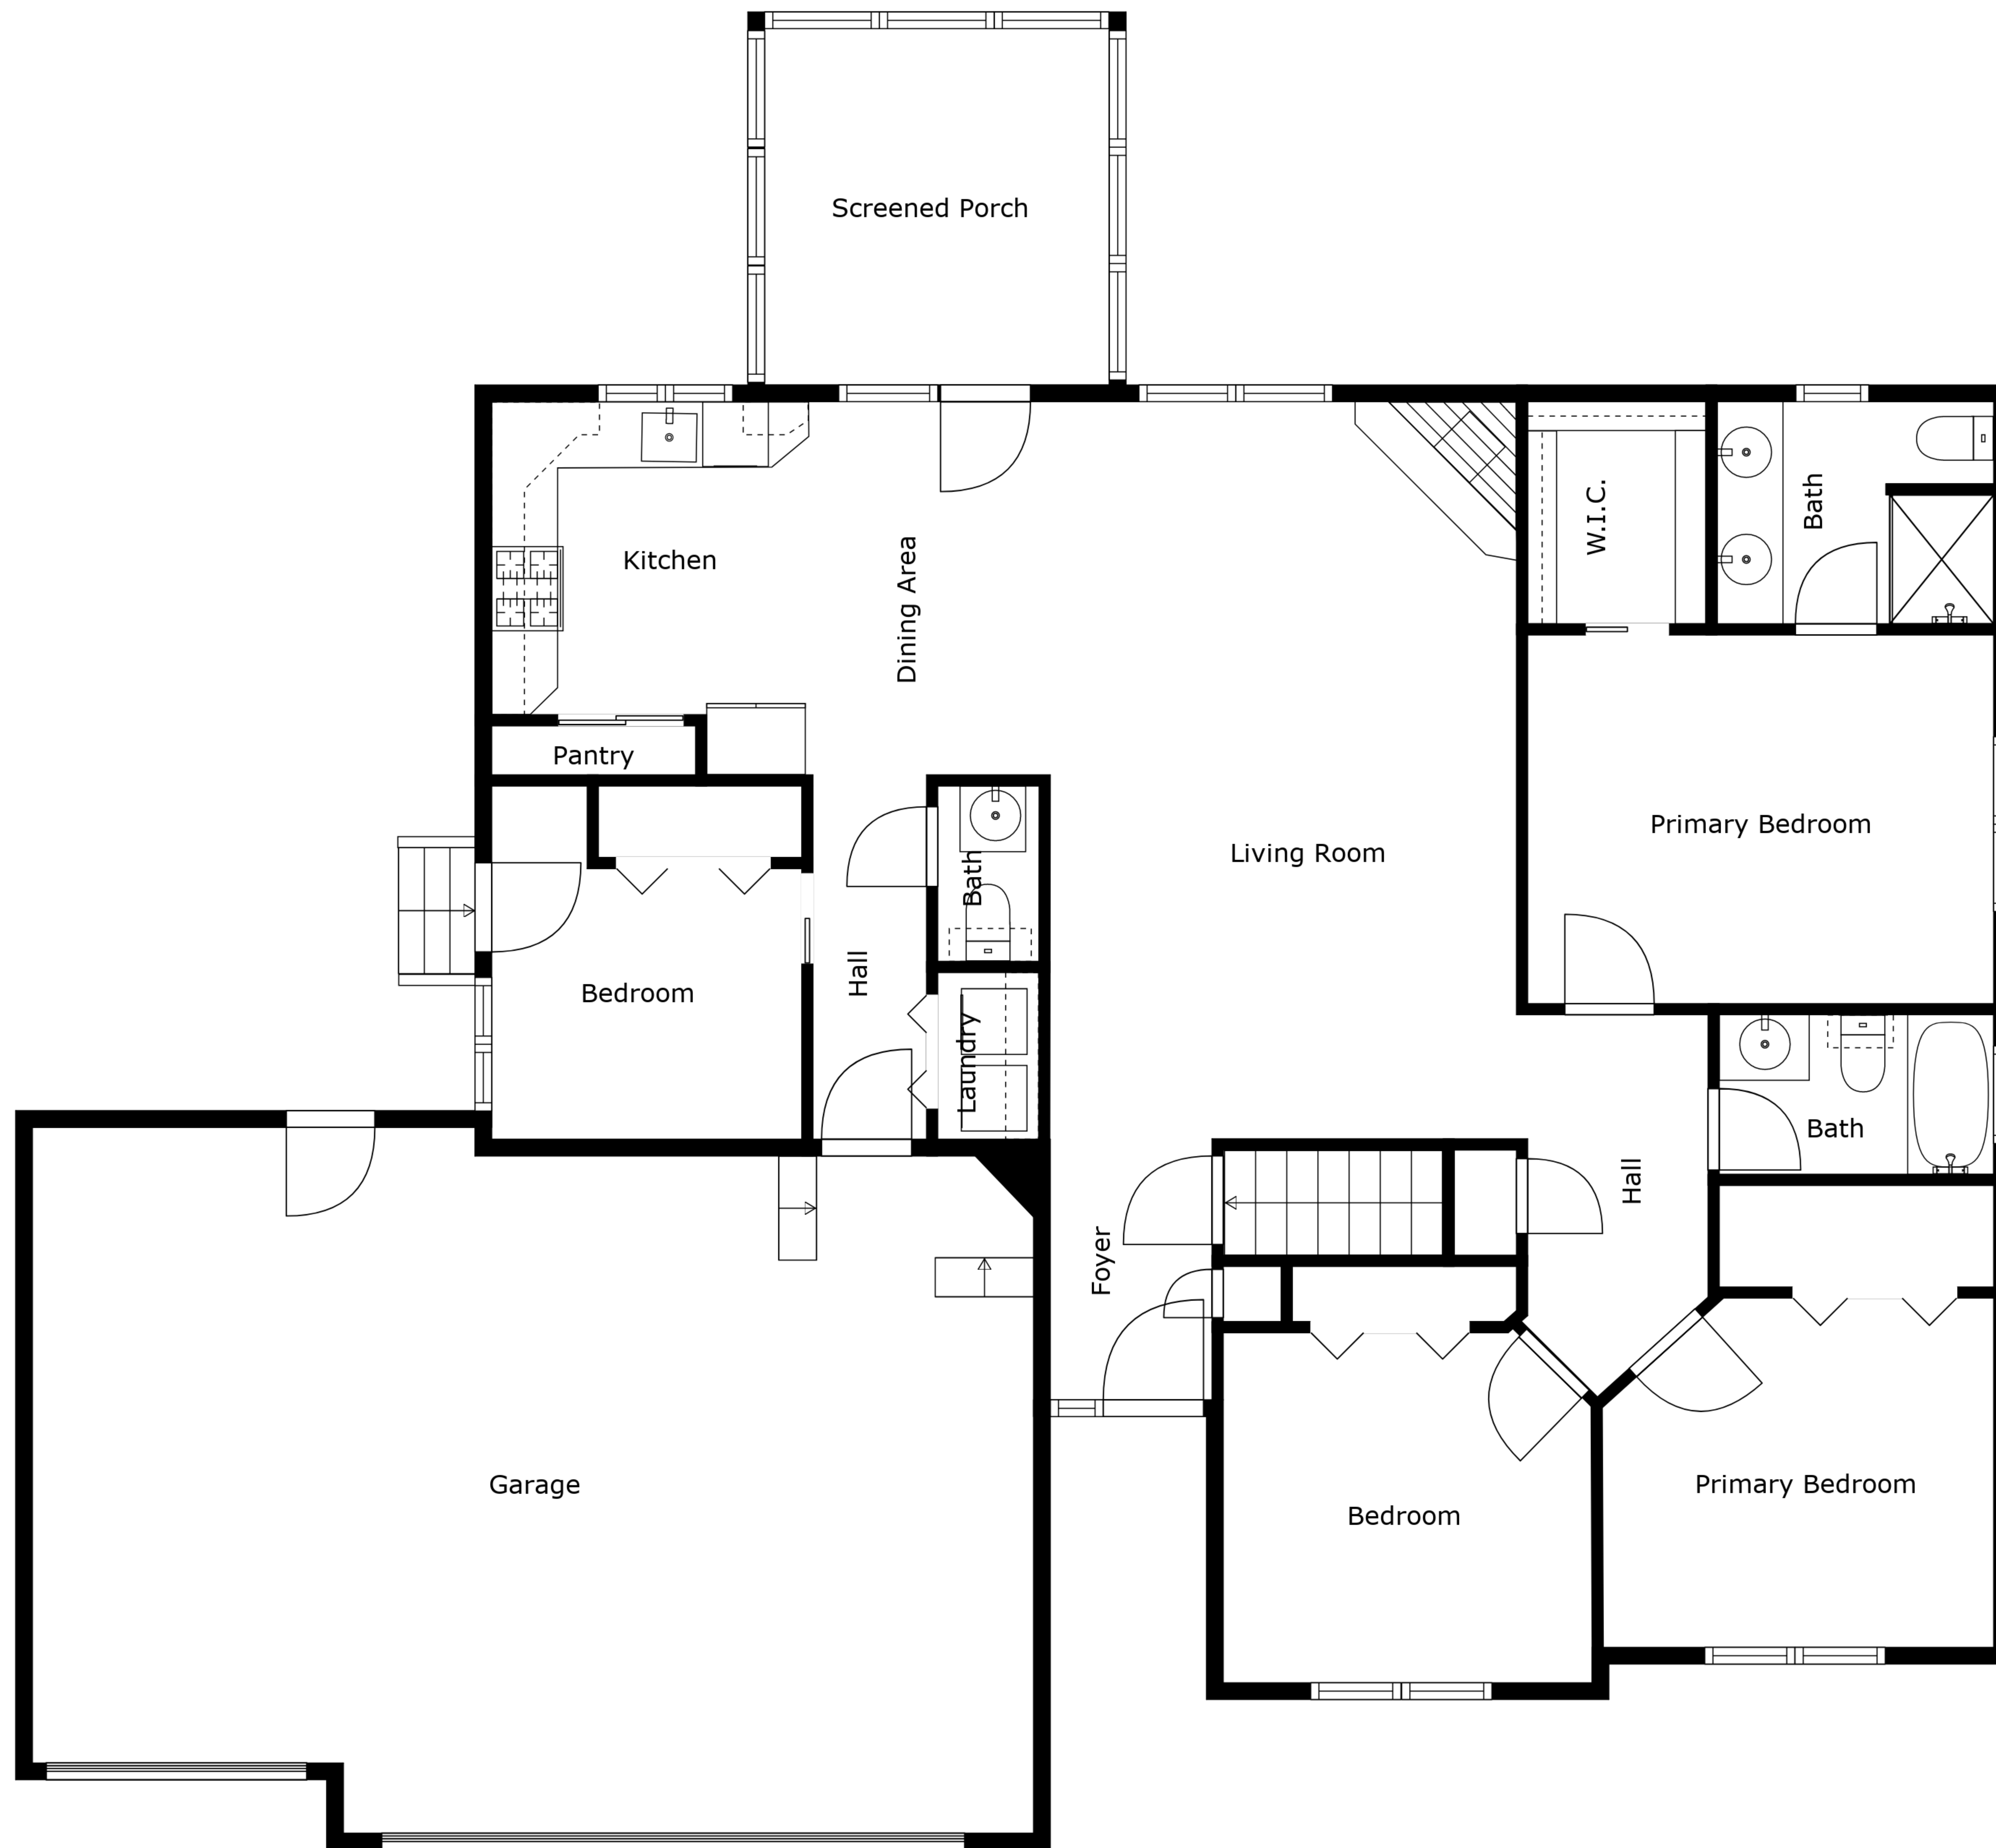 Screened Porch
Kitchen
Dining Area
W.I.C.
Bath
Pantry
Living Room
Primary Bedroom
Bath
Hall
Bedroom
Laundry
Bath
Hall
Foyer
Garage
Bedroom
Primary Bedroom